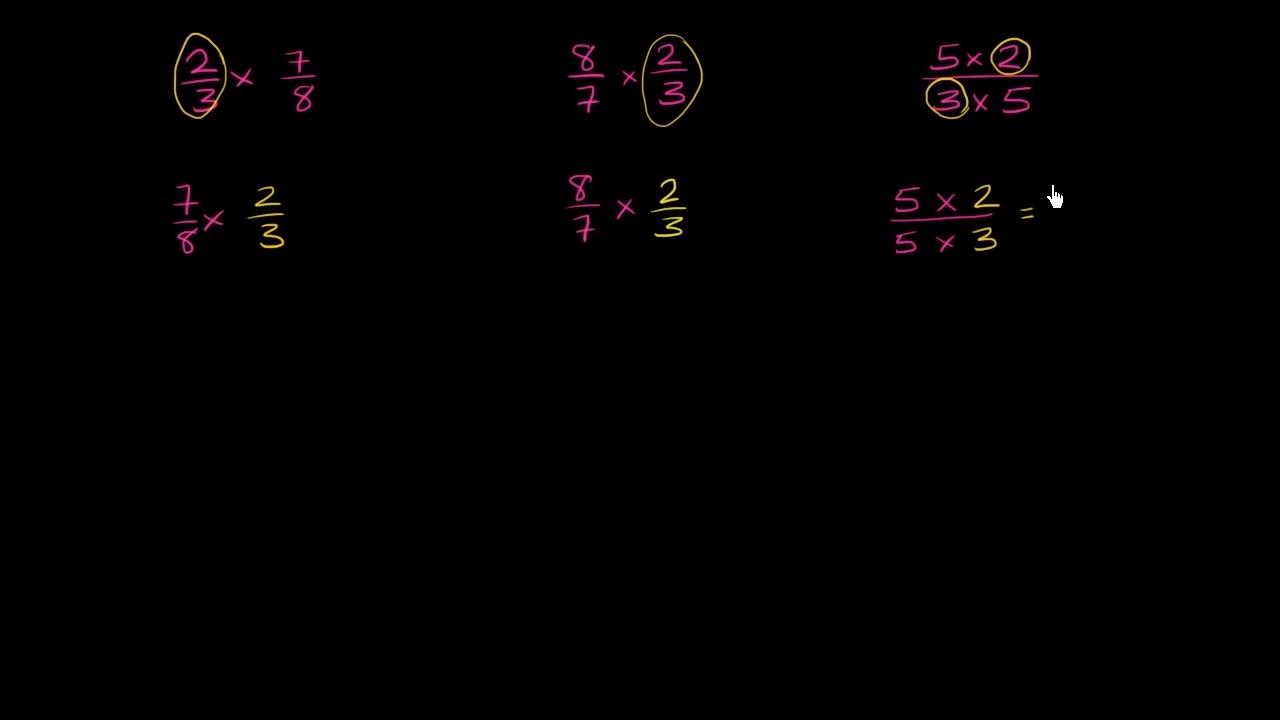 2/3 × 7/8
8/7 × 2/3
5 × 2 / 3 × 5
7/8 × 2/3
8/7 × 2/3
5 × 2 / 5 × 3 =